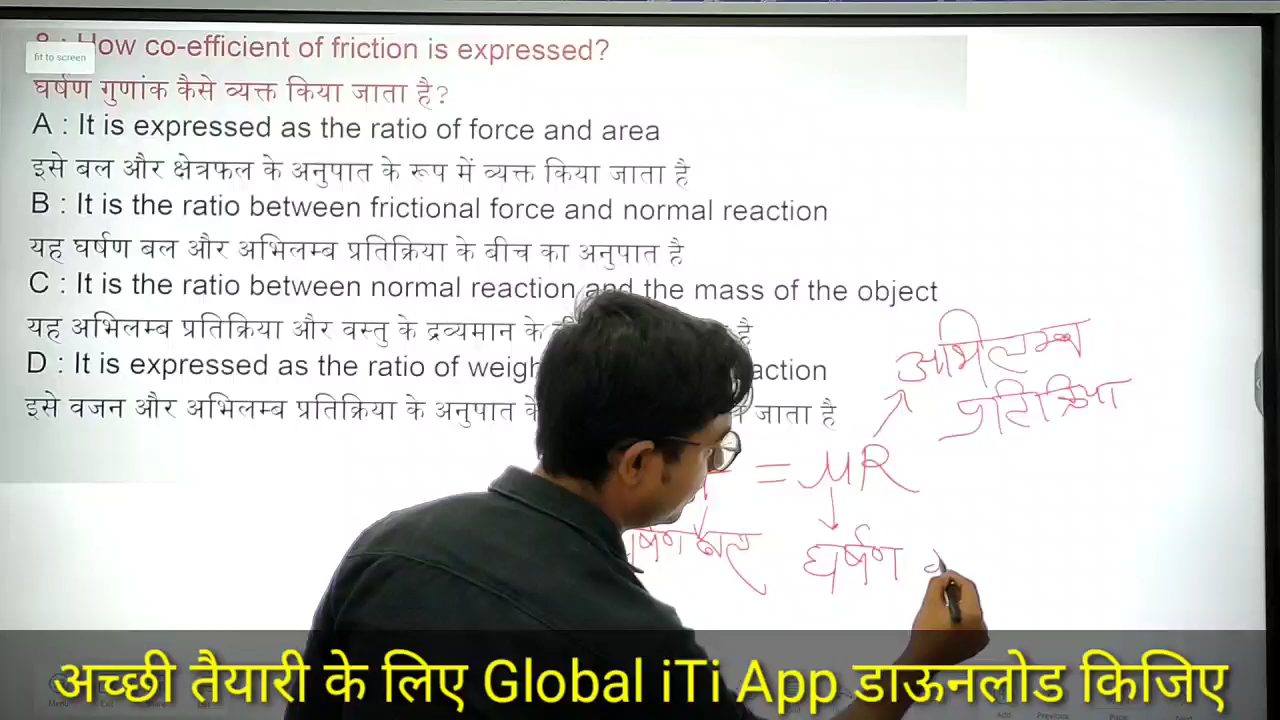 fit to screen
How co-efficient of friction is expressed?
घर्षण गुणांक कैसे व्यक्त किया जाता है?
A : It is expressed as the ratio of force and area
इसे बल और क्षेत्रफल के अनुपात के रूप में व्यक्त किया जाता है
B : It is the ratio between frictional force and normal reaction
यह घर्षण बल और अभिलम्ब प्रतिक्रिया के बीच का अनुपात है
C : It is the ratio between normal reaction and the mass of the object
यह अभिलम्ब प्रतिक्रिया और वस्तु के द्रव्यमान के है
D : It is expressed as the ratio of
इसे वजन और अभिलम्ब प्रतिक्रिया के अनुपात जाता है
अभिलम्ब
प्रतिक्रिया
= μR
बल घर्षण
अच्छी तैयारी के लिए Global iTi App डाऊनलोड किजिए